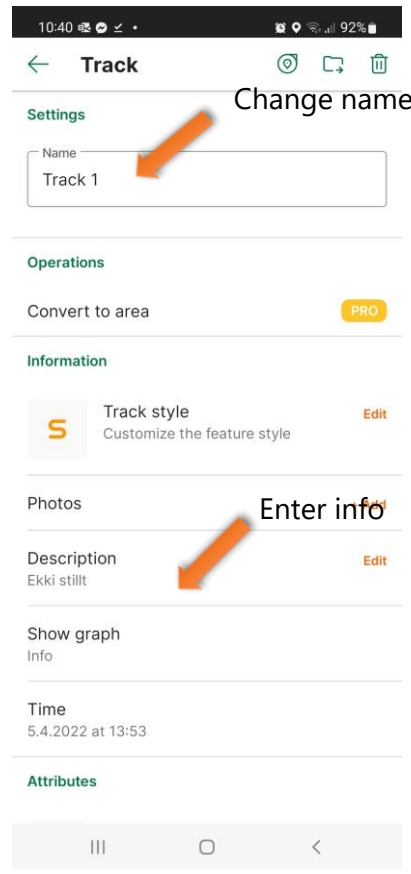 10:40
92%
Track
Change name
Settings
Name
Track 1
Operations
Convert to area PRO
Information
S Track style Edit
Customize the feature style
Photos
Enter info
Description Edit
Ekki stillt
Show graph
Info
Time
5.4.2022 at 13:53
Attributes